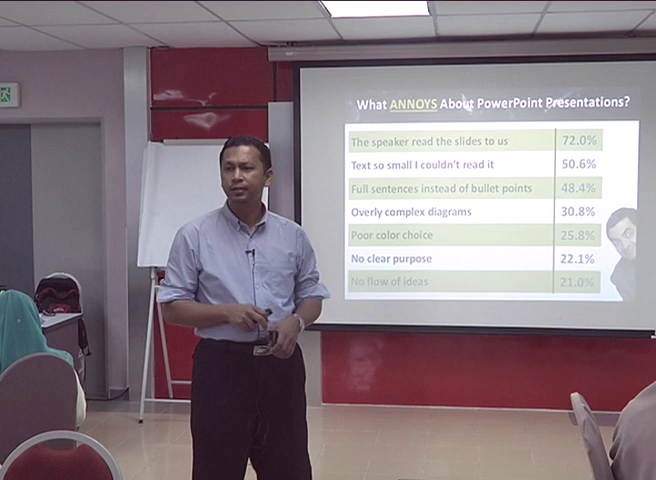 What ANNOYS About PowerPoint Presentations?
The speaker read the slides to us 72.0%
Text so small I couldn't read it 50.6%
Full sentences instead of bullet points 48.4%
Overly complex diagrams 30.8%
Poor color choice 25.8%
No clear purpose 22.1%
No flow of ideas 21.0%